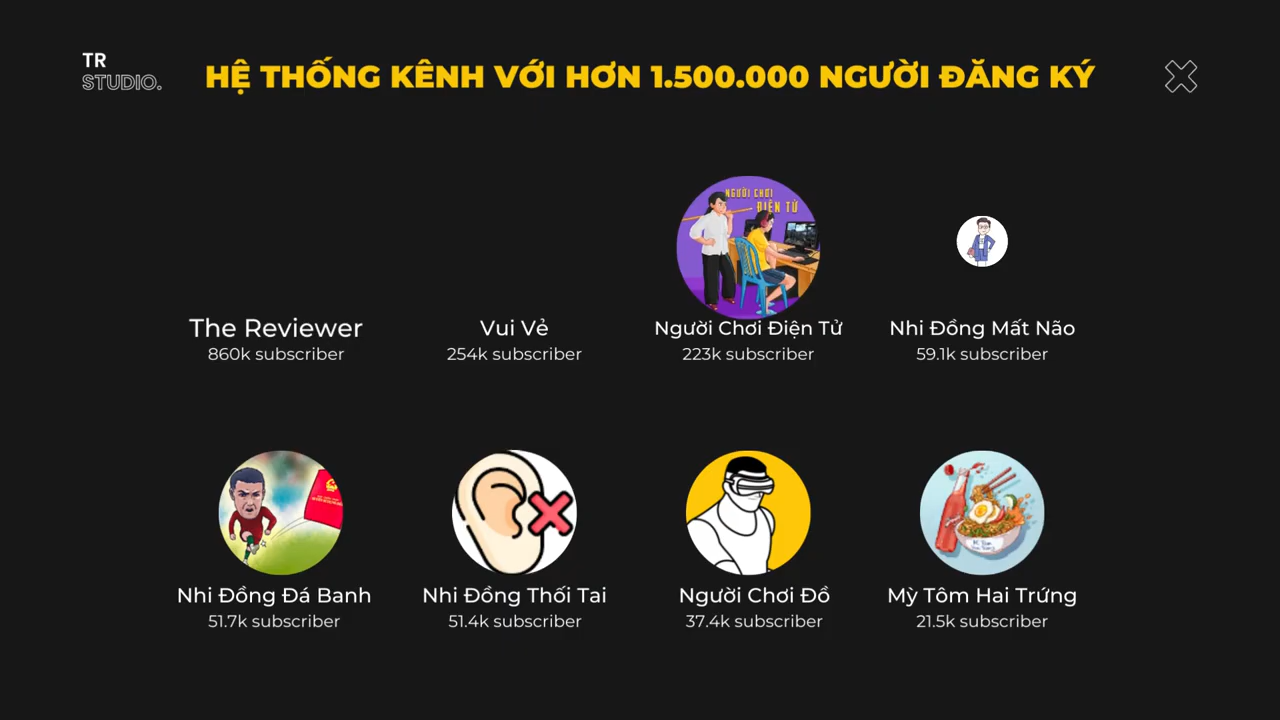 TR
STUDIO.
HỆ THỐNG KÊNH VỚI HƠN 1.500.000 NGƯỜI ĐĂNG KÝ
NGƯỜI CHƠI
ĐIỆN TỬ
The Reviewer
860k subscriber
Vui Vẻ
254k subscriber
Người Chơi Điện Tử
223k subscriber
Nhi Đồng Mất Não
59.1k subscriber
Nhi Đồng Đá Banh
51.7k subscriber
Nhi Đồng Thối Tai
51.4k subscriber
Người Chơi Đồ
37.4k subscriber
Mỳ Tôm Hai Trứng
21.5k subscriber